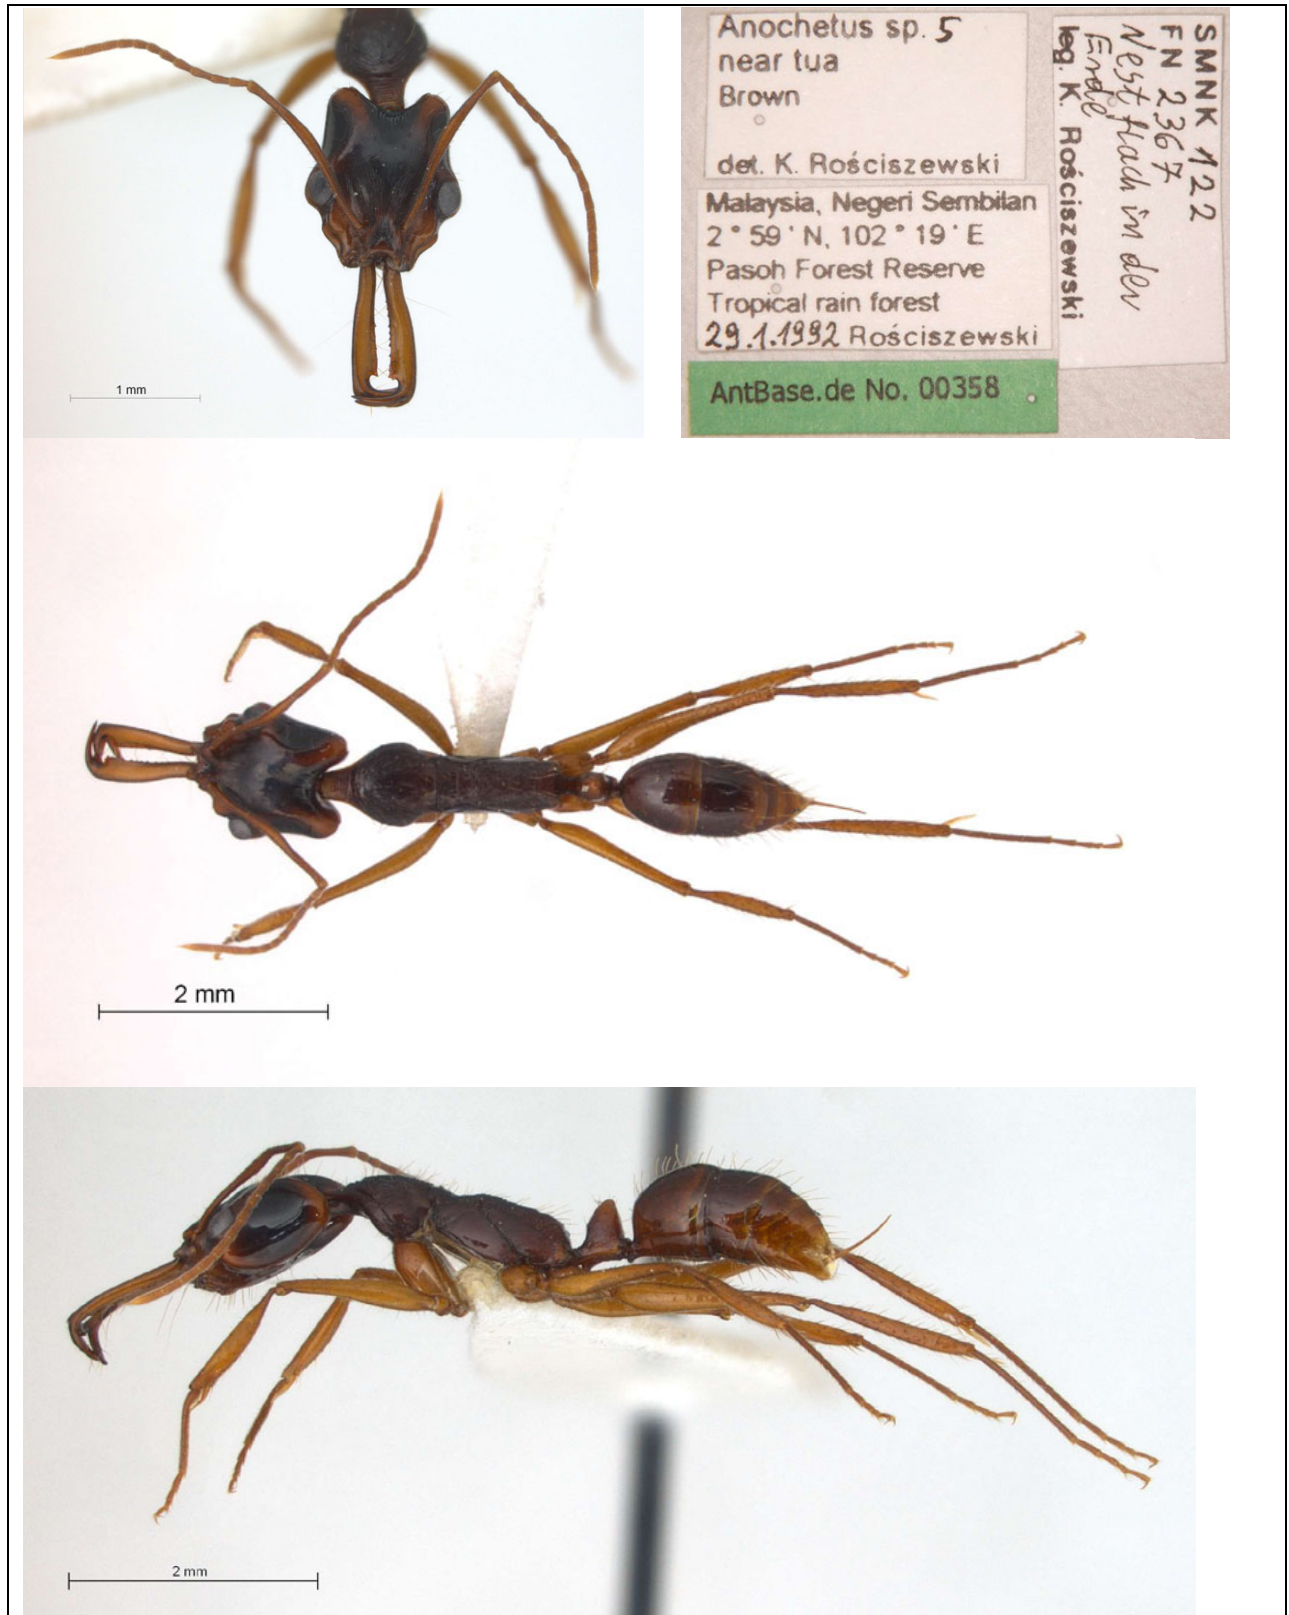 Anochetus sp. 5
near tua
Brown
det. K. Rościszewski
Malaysia, Negeri Sembilan
2° 59' N, 102° 19' E
Pasoh Forest Reserve
Tropical rain forest
29.1.1992 Rościszewski
AntBase.de No. 00358
SMNK 122
FN 2367
Nest flach in der
Erde
leg. K. Rościszewski
1 mm
2 mm
2 mm